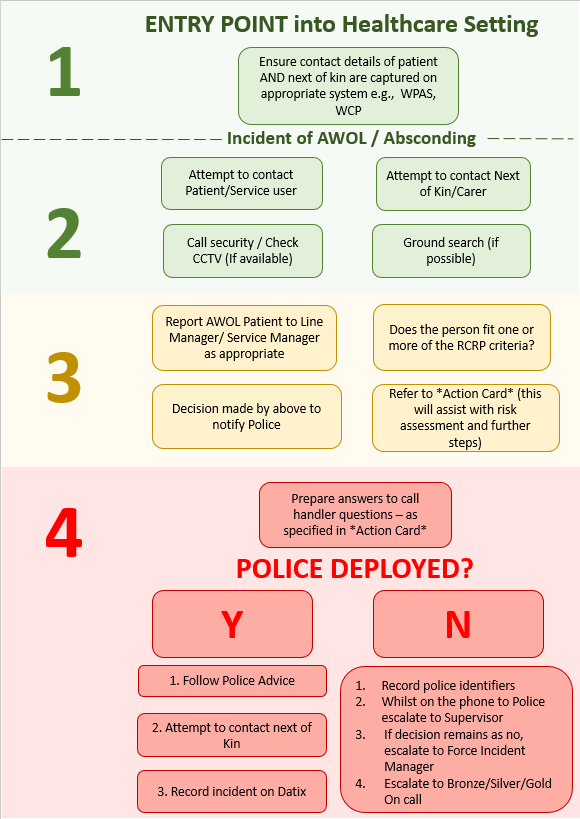 ENTRY POINT into Healthcare Setting
1
Ensure contact details of patient
AND next of kin are captured on
appropriate system e.g., WPAS,
WCP
Incident of AWOL / Absconding
2
Attempt to contact
Patient/Service user
Attempt to contact Next
of Kin/Carer
Call security / Check
CCTV (If available)
Ground search (if
possible)
3
Report AWOL Patient to Line
Manager/ Service Manager
as appropriate
Does the person fit one or
more of the RCRP criteria?
Decision made by above to
notify Police
Refer to *Action Card* (this
will assist with risk
assessment and further
steps)
4
Prepare answers to call
handler questions – as
specified in *Action Card*
POLICE DEPLOYED?
Y
N
1. Follow Police Advice
2. Attempt to contact next of
Kin
3. Record incident on Datix
1. Record police identifiers
2. Whilst on the phone to Police
escalate to Supervisor
3. If decision remains as no,
escalate to Force Incident
Manager
4. Escalate to Bronze/Silver/Gold
On call